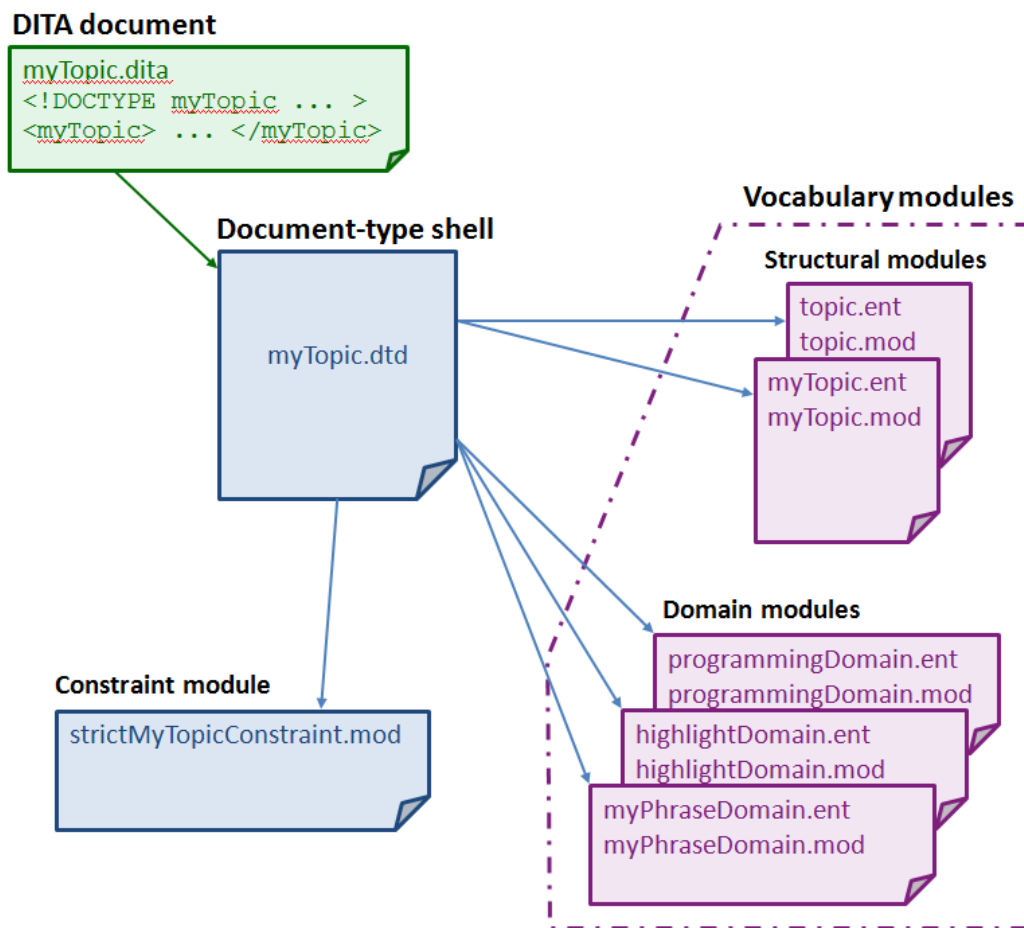 DITA document
myTopic.dita
<!DOCTYPE myTopic ... >
<myTopic> ... </myTopic>
Document-type shell
myTopic.dtd
Vocabulary modules
Structural modules
topic.ent
topic.mod
myTopic.ent
myTopic.mod
Constraint module
strictMyTopicConstraint.mod
Domain modules
programmingDomain.ent
programmingDomain.mod
highlightDomain.ent
highlightDomain.mod
myPhraseDomain.ent
myPhraseDomain.mod